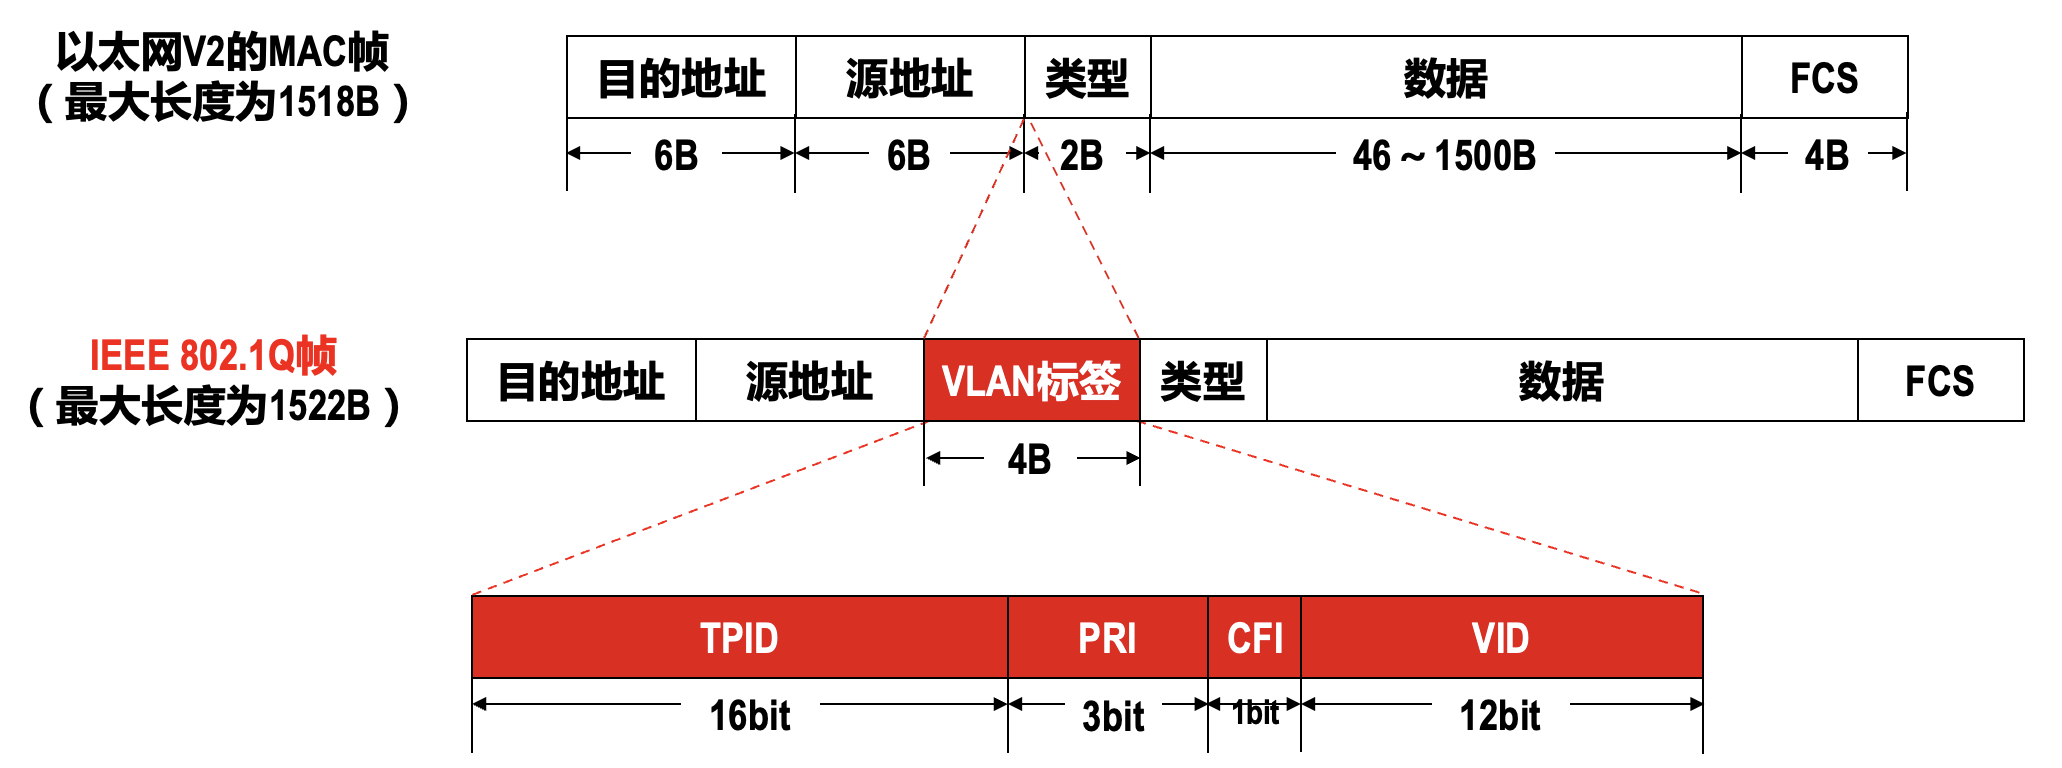 以太网V2的MAC帧
（最大长度为1518B）
目的地址 源地址 类型 数据 FCS
6B 6B 2B 46～1500B 4B
IEEE 802.1Q帧
（最大长度为1522B）
目的地址 源地址 VLAN标签 类型 数据 FCS
4B
TPID PRI CFI VID
16bit 3bit 1bit 12bit